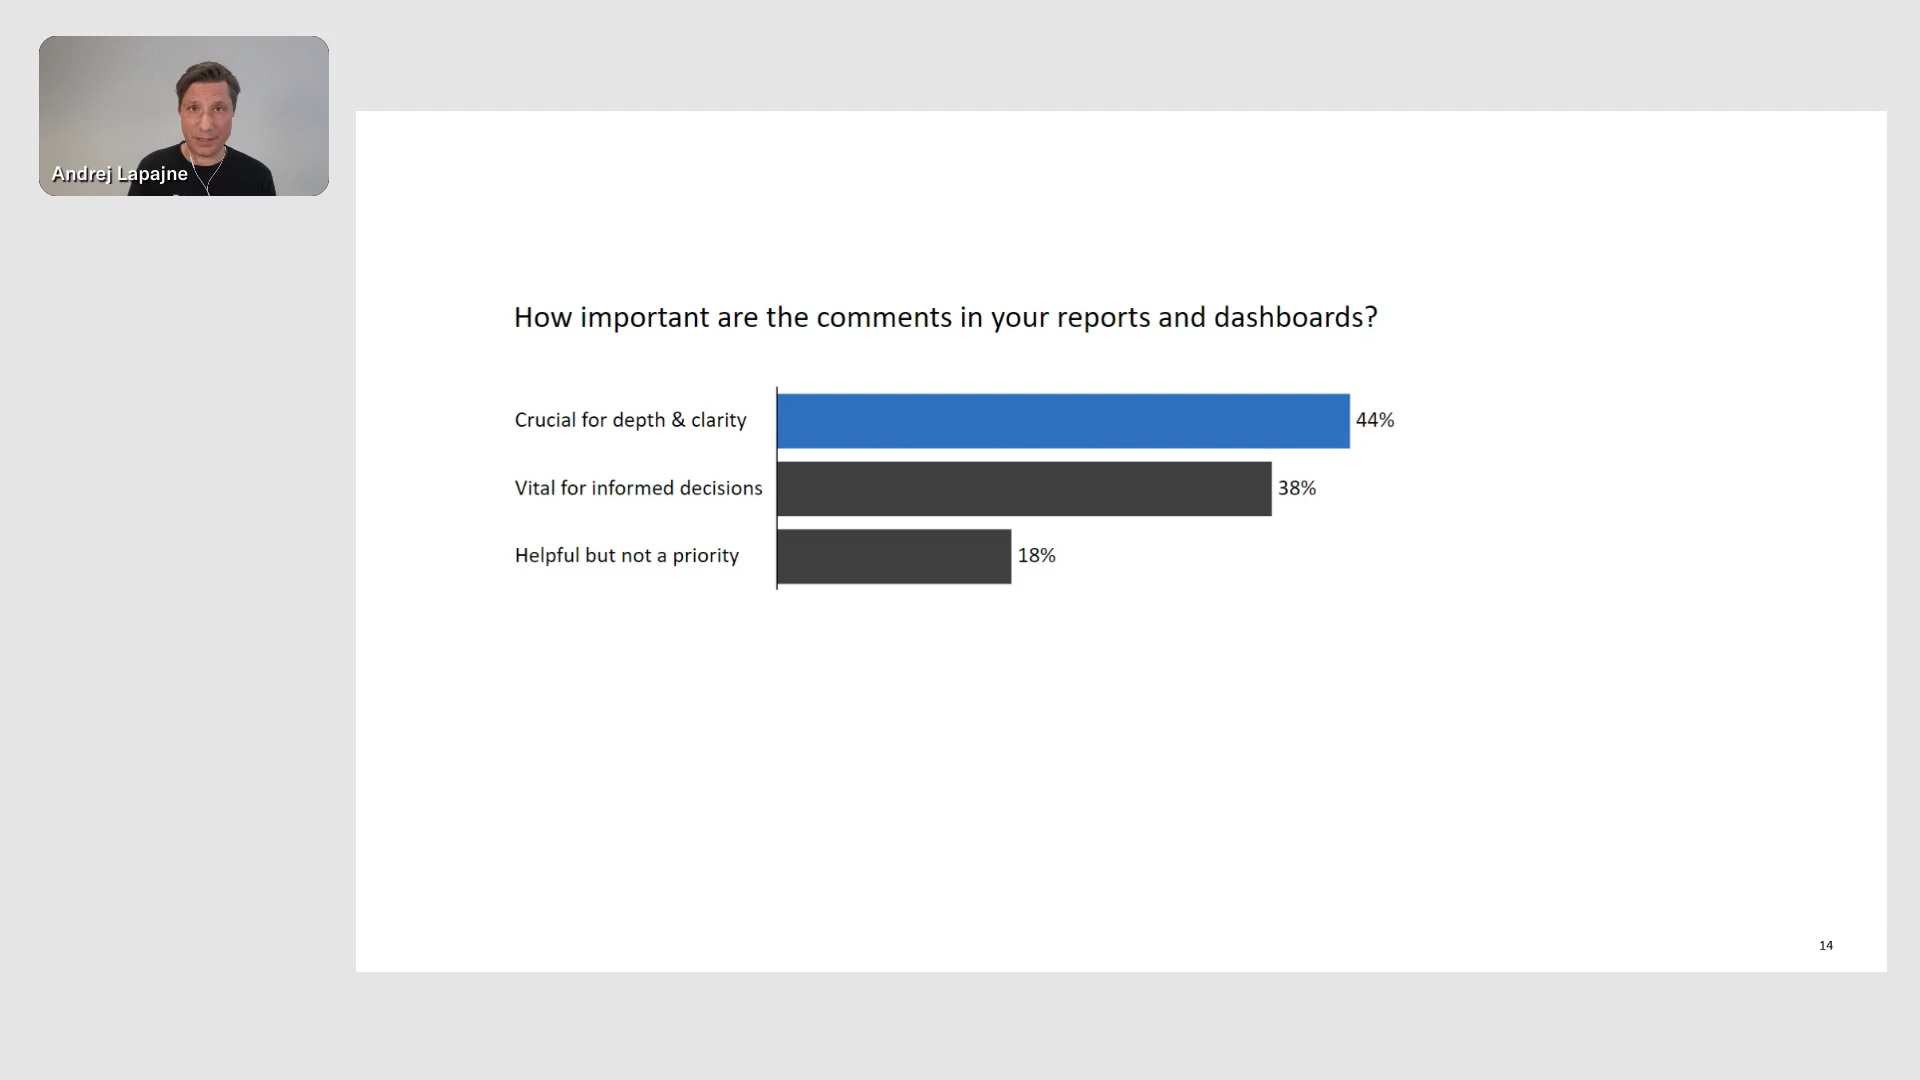 Andrej Lapajne
How important are the comments in your reports and dashboards?
Crucial for depth & clarity 44%
Vital for informed decisions 38%
Helpful but not a priority 18%
14